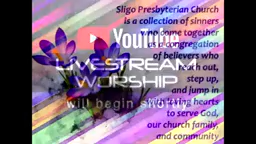 Sligo Presbyterian Church
is a collection of sinners
who come together
as a congregation
of believers who
reach out,
step up,
and jump in
with loving hearts
to serve God,
our church family,
and community
YouTube
LIVESTREAM
WORSHIP
will begin shortly